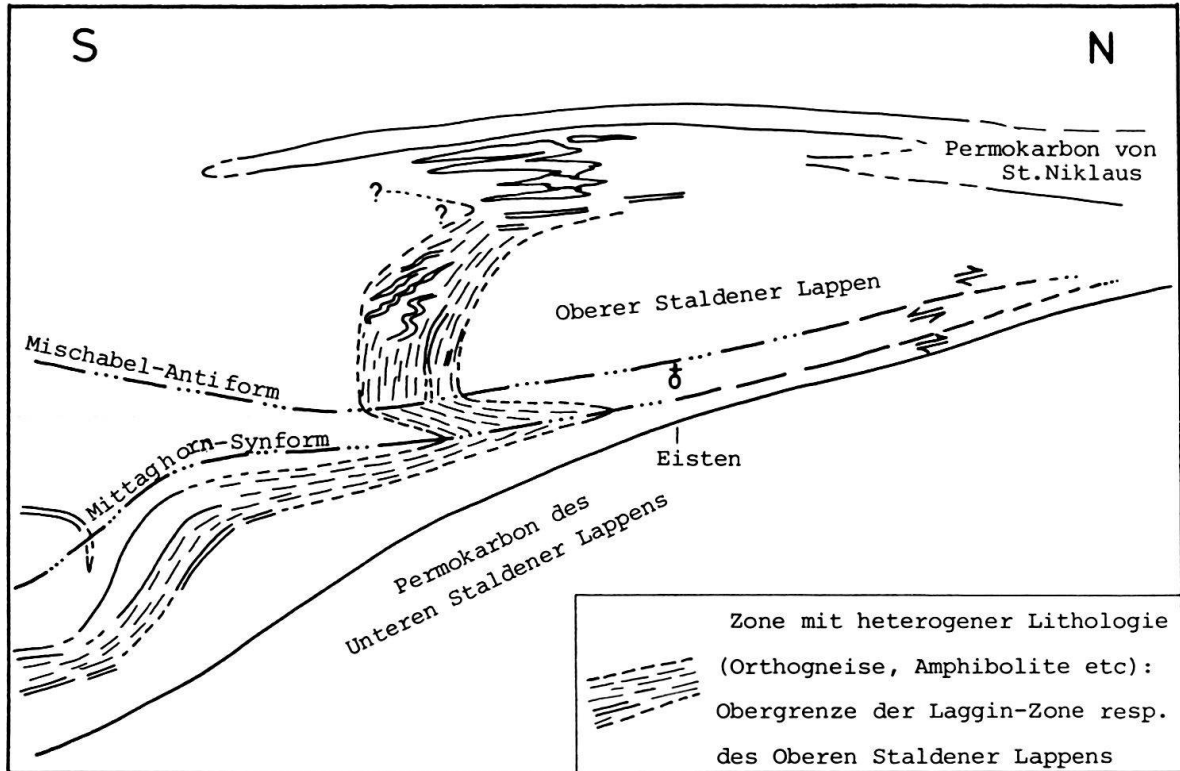 S
N
Permokarbon von
St.Niklaus
?
?
Oberer Staldener Lappen
Mischabel-Antiform
Mittaghorn-Synform
Eisten
Permokarbon des
Unteren Staldener Lappens
Zone mit heterogener Lithologie
(Orthogneise, Amphibolite etc):
Obergrenze der Laggin-Zone resp.
des Oberen Staldener Lappens